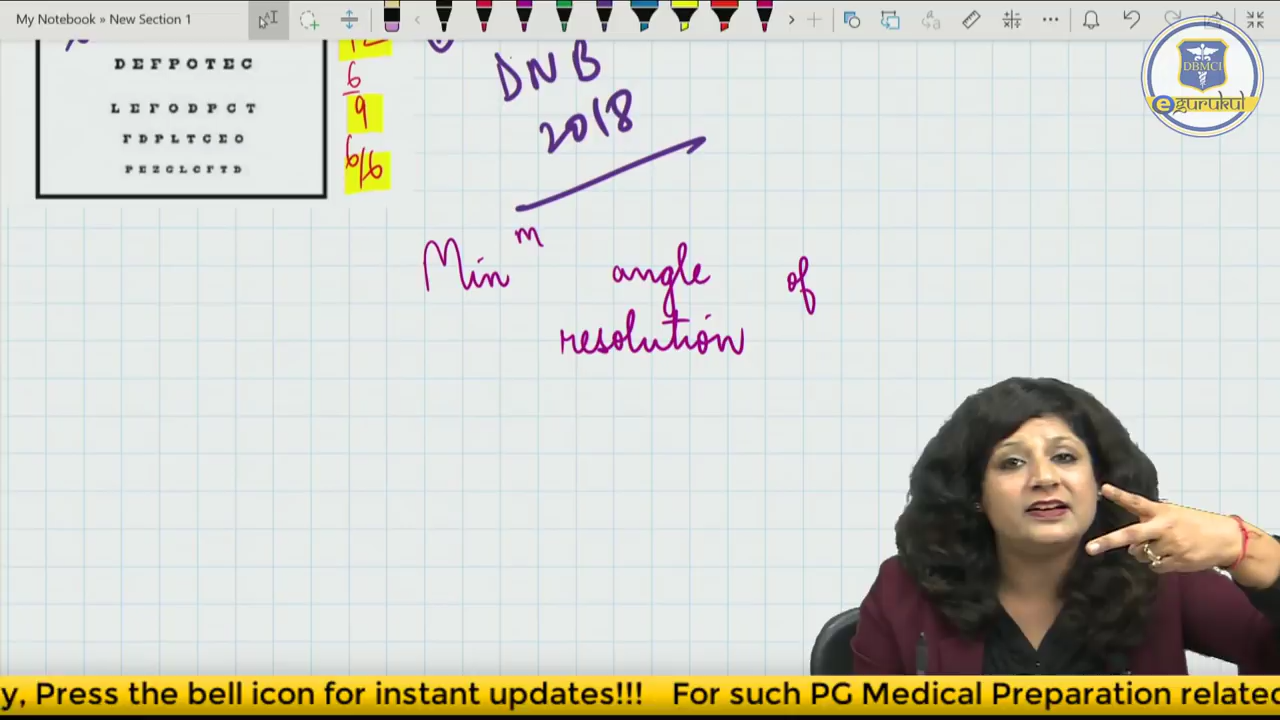 My Notebook » New Section 1
DEFPOTEC
LEFODPCT
FDPLTCEO
PEZOLCFTD
12
6
9
6/6
DNB
2018
Min m angle of
resolution
DBMCI
egurukul
y, Press the bell icon for instant updates!!! For such PG Medical Preparation related